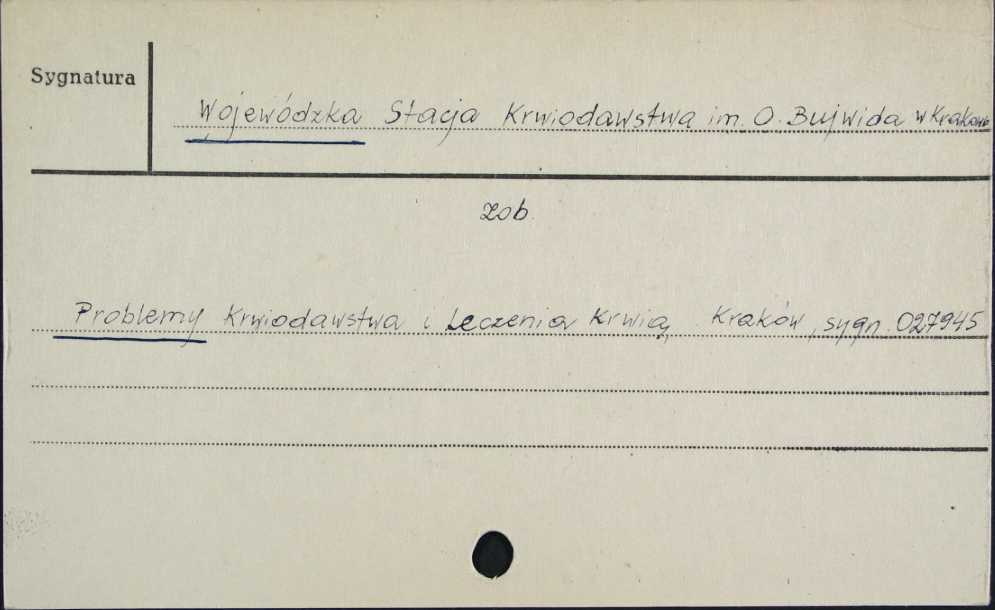 Sygnatura
Wojewódzka Stacja Krwiodawstwa im. O. Bujwida w Krakowie
zob.
Problemy Krwiodawstwa i Leczenia Krwią. Kraków, sygn. 027945